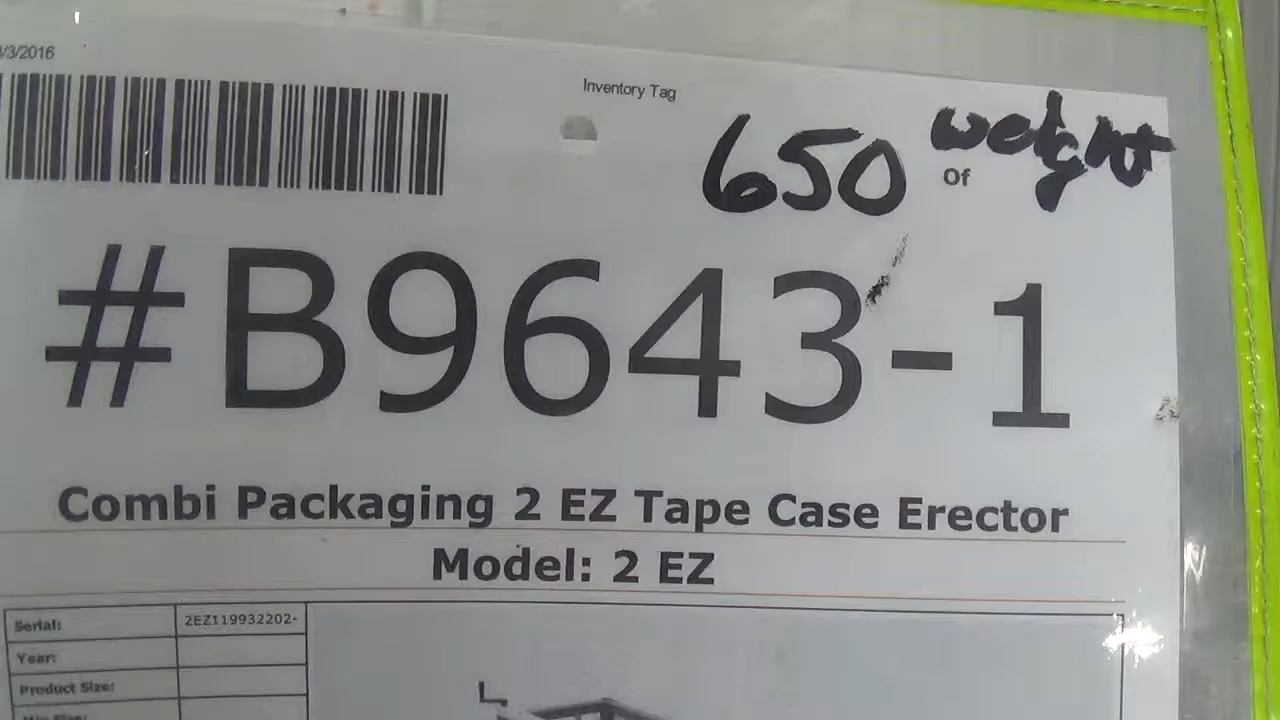 /3/2016
Inventory Tag
650 weight
Of
#B9643-1
Combi Packaging 2 EZ Tape Case Erector
Model: 2 EZ
Serial: 2EZ119932202-
Year:
Product Size: